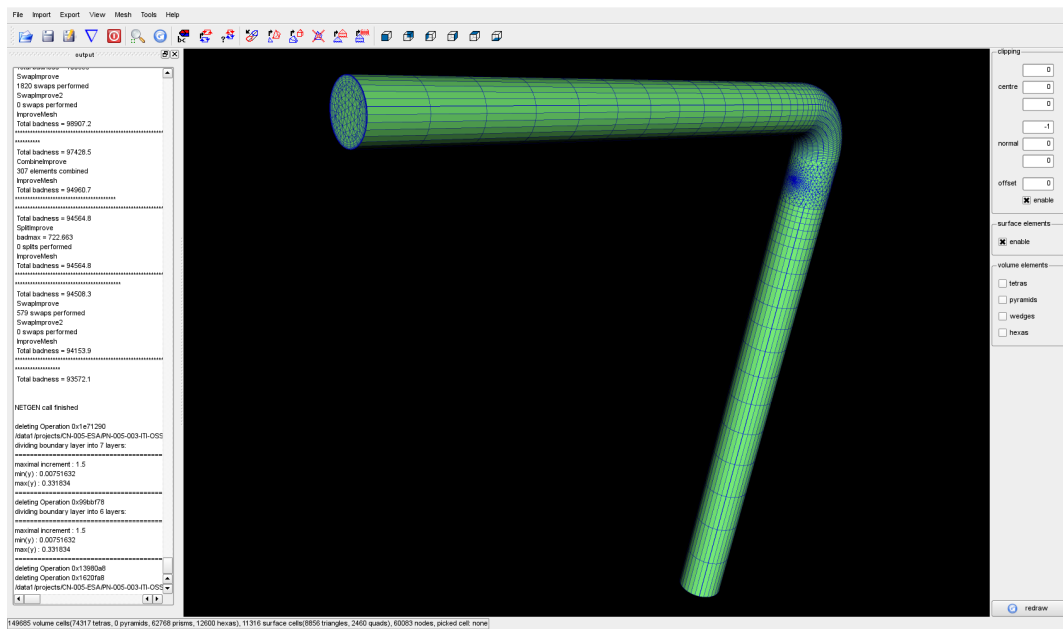 File Import Export View Mesh Tools Help
output
SwapImprove
1820 swaps performed
SwapImprove2
0 swaps performed
ImproveMesh
Total badness = 98907.2
**********
Total badness = 97428.5
CombineImprove
307 elements combined
ImproveMesh
Total badness = 94960.7
Total badness = 94564.8
SplitImprove
badmax = 722.663
0 splits performed
ImproveMesh
Total badness = 94564.8
Total badness = 94508.3
SwapImprove
579 swaps performed
SwapImprove2
0 swaps performed
ImproveMesh
Total badness = 94153.9
Total badness = 93572.1
NETGEN call finished
deleting Operation 0x1e71290
/data1/projects/CN-005-ESA/PN-005-003-ITI-OSS
dividing boundary layer into 7 layers:
maximal increment : 1.5
min(y) : 0.00751632
max(y) : 0.331834
deleting Operation 0x99bbf78
dividing boundary layer into 6 layers:
maximal increment : 1.5
min(y) : 0.00751632
max(y) : 0.331834
deleting Operation 0x13980a8
deleting Operation 0x1620fa8
/data1/projects/CN-005-ESA/PN-005-003-ITI-OSS
clipping
0
centre 0
0
-1
normal 0
0
offset 0
enable
surface elements
enable
volume elements
tetras
pyramids
wedges
hexas
redraw
149685 volume cells(74317 tetras, 0 pyramids, 62768 prisms, 12600 hexas), 11316 surface cells(8856 triangles, 2460 quads), 60083 nodes, picked cell: none